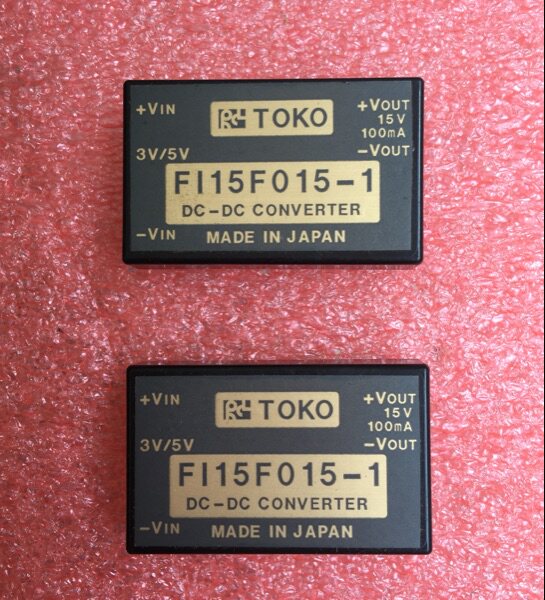 +VIN TOKO +VOUT
15V
100mA
3V/5V -VOUT
FI15F015-1
DC-DC CONVERTER
-VIN MADE IN JAPAN
+VIN TOKO +VOUT
15V
100mA
3V/5V -VOUT
FI15F015-1
DC-DC CONVERTER
-VIN MADE IN JAPAN